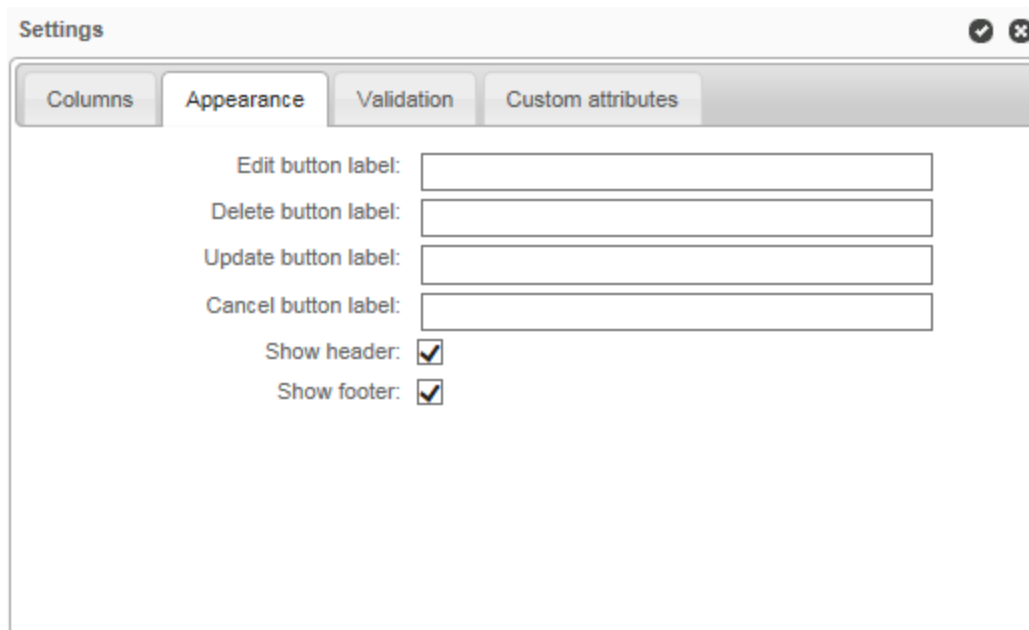 Settings
Columns Appearance Validation Custom attributes
Edit button label:
Delete button label:
Update button label:
Cancel button label:
Show header:
Show footer: